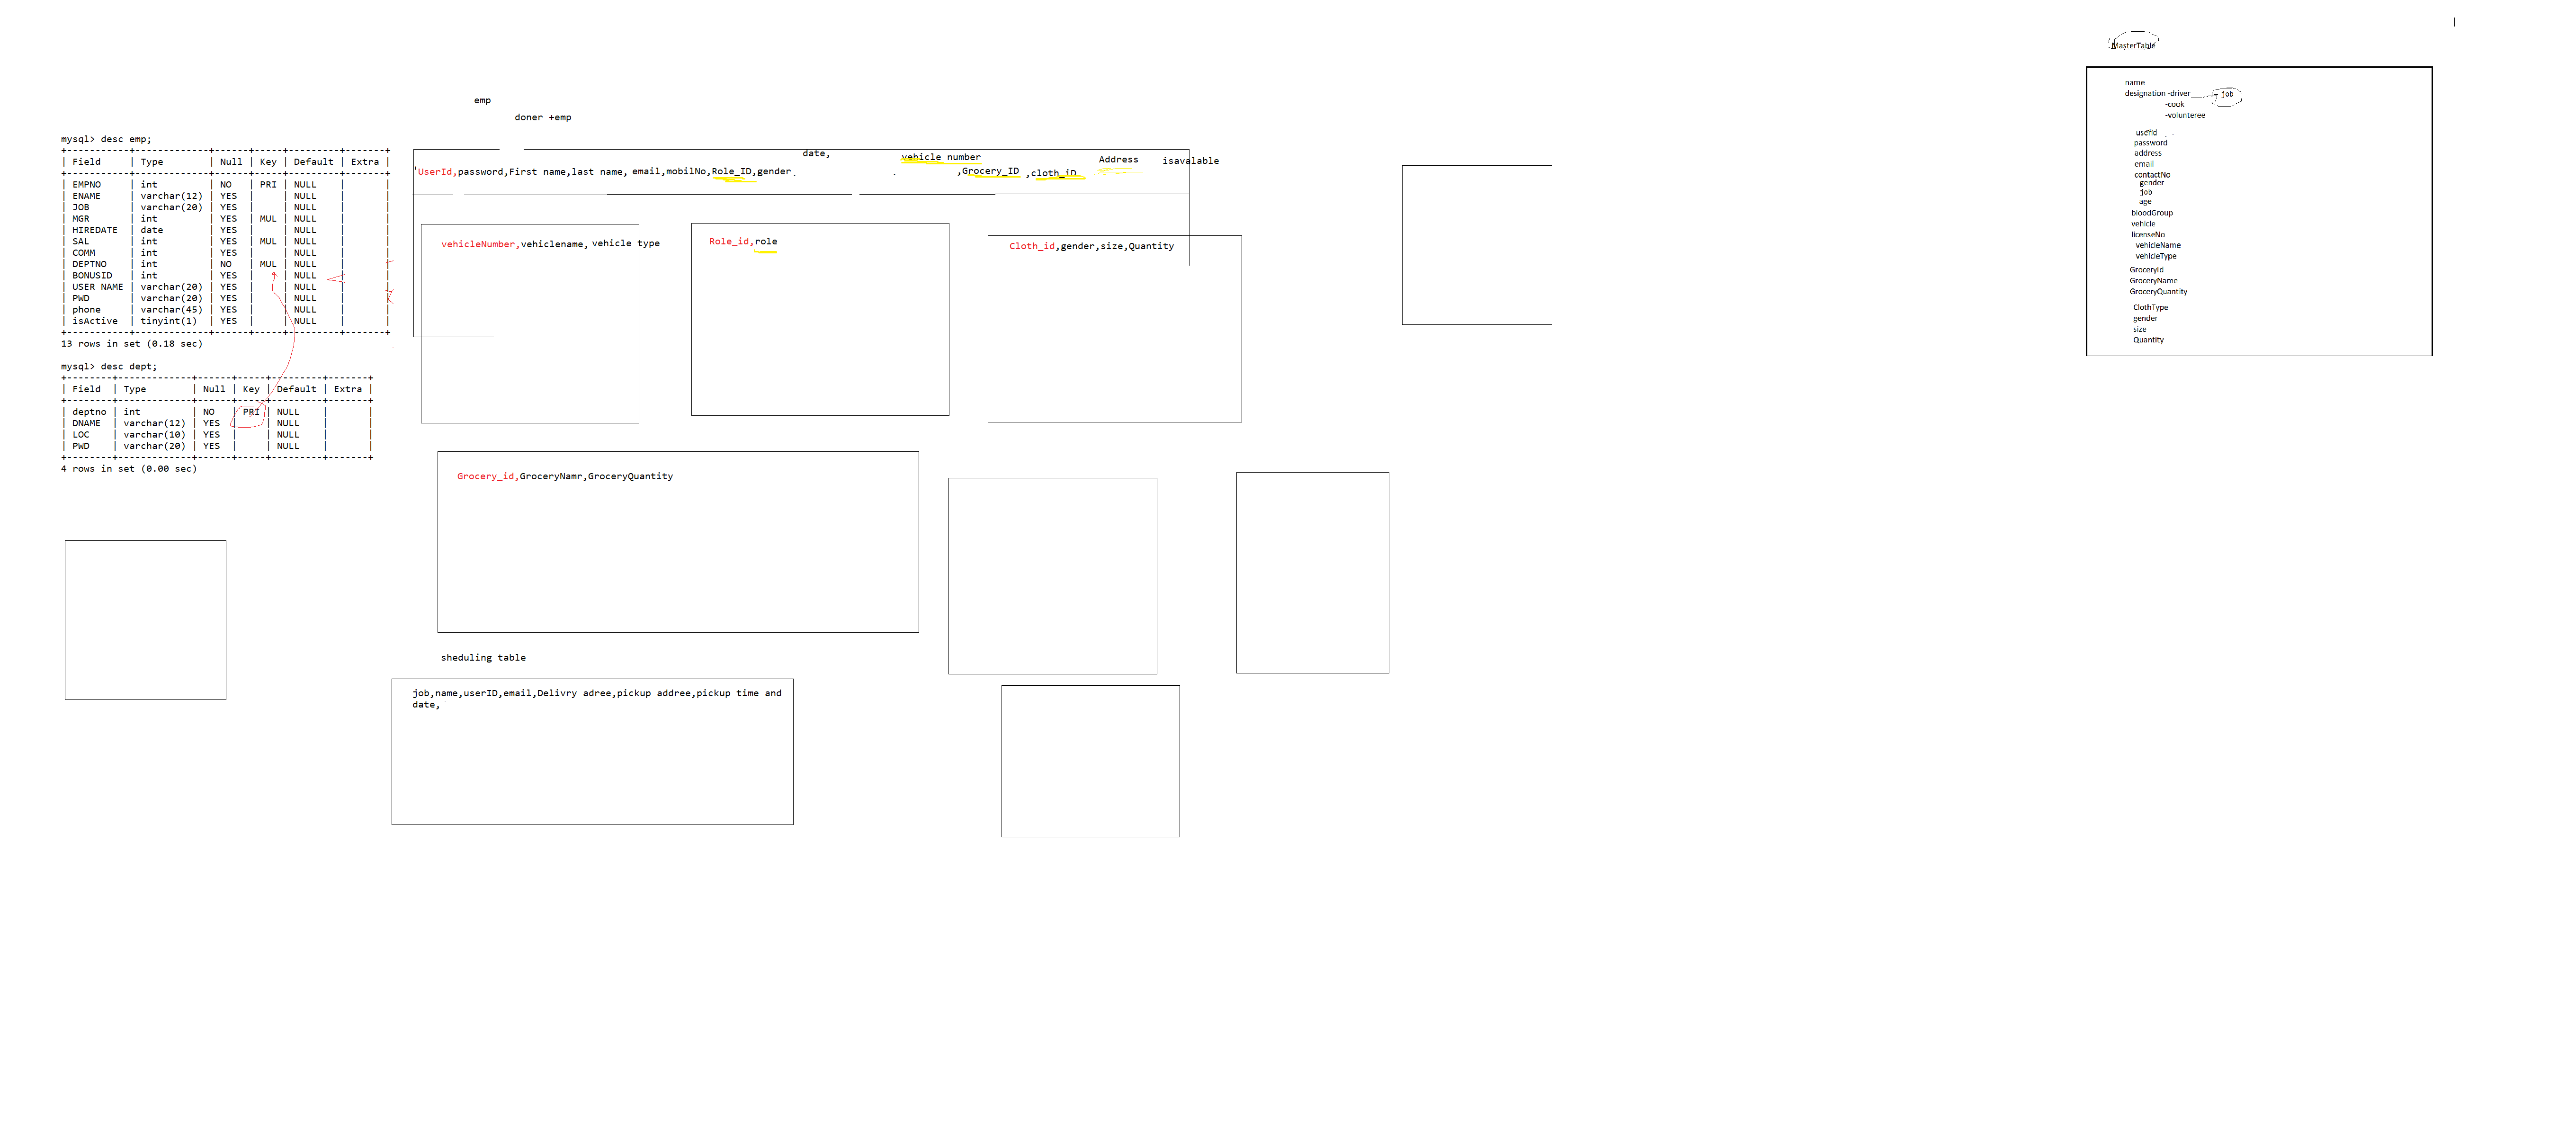 mysql> desc emp;
+-----------+-------------+------+-----+---------+-------+
| Field     | Type        | Null | Key | Default | Extra |
+-----------+-------------+------+-----+---------+-------+
| EMPNO     | int         | NO   | PRI | NULL    |       |
| ENAME     | varchar(12) | YES  |     | NULL    |       |
| JOB       | varchar(20) | YES  |     | NULL    |       |
| MGR       | int         | YES  | MUL | NULL    |       |
| HIREDATE  | date        | YES  |     | NULL    |       |
| SAL       | int         | YES  | MUL | NULL    |       |
| COMM      | int         | YES  |     | NULL    |       |
| DEPTNO    | int         | NO   | MUL | NULL    |       |
| BONUSID   | int         | YES  |     | NULL    |       |
| USER NAME | varchar(20) | YES  |     | NULL    |       |
| PWD       | varchar(20) | YES  |     | NULL    |       |
| phone     | varchar(45) | YES  |     | NULL    |       |
| isActive  | tinyint(1)  | YES  |     | NULL    |       |
+-----------+-------------+------+-----+---------+-------+
13 rows in set (0.18 sec)
mysql> desc dept;
+--------+-------------+------+-----+---------+-------+
| Field  | Type        | Null | Key | Default | Extra |
+--------+-------------+------+-----+---------+-------+
| deptno | int         | NO   | PRI | NULL    |       |
| DNAME  | varchar(12) | YES  |     | NULL    |       |
| LOC    | varchar(10) | YES  |     | NULL    |       |
| PWD    | varchar(20) | YES  |     | NULL    |       |
+--------+-------------+------+-----+---------+-------+
4 rows in set (0.00 sec)
emp
doner +emp
date,
vehicle number
Address
isavalable
'UserId,password,First name,last name, email,mobilNo,Role_ID,gender. . ,Grocery_ID ,cloth_iD
vehicleNumber,vehiclename, vehicle type
Role_id,role
Cloth_id,gender,size,Quantity
Grocery_id,GroceryNamr,GroceryQuantity
sheduling table
job,name,userID,email,Delivry adree,pickup addree,pickup time and
date,
MasterTable
name
designation -driver job
-cook
-volunteree
password
address
email
contactNo
gender
job
age
bloodGroup
vehicle
licenseNo
vehicleName
vehicleType
GroceryId
GroceryName
GroceryQuantity
ClothType
gender
size
Quantity